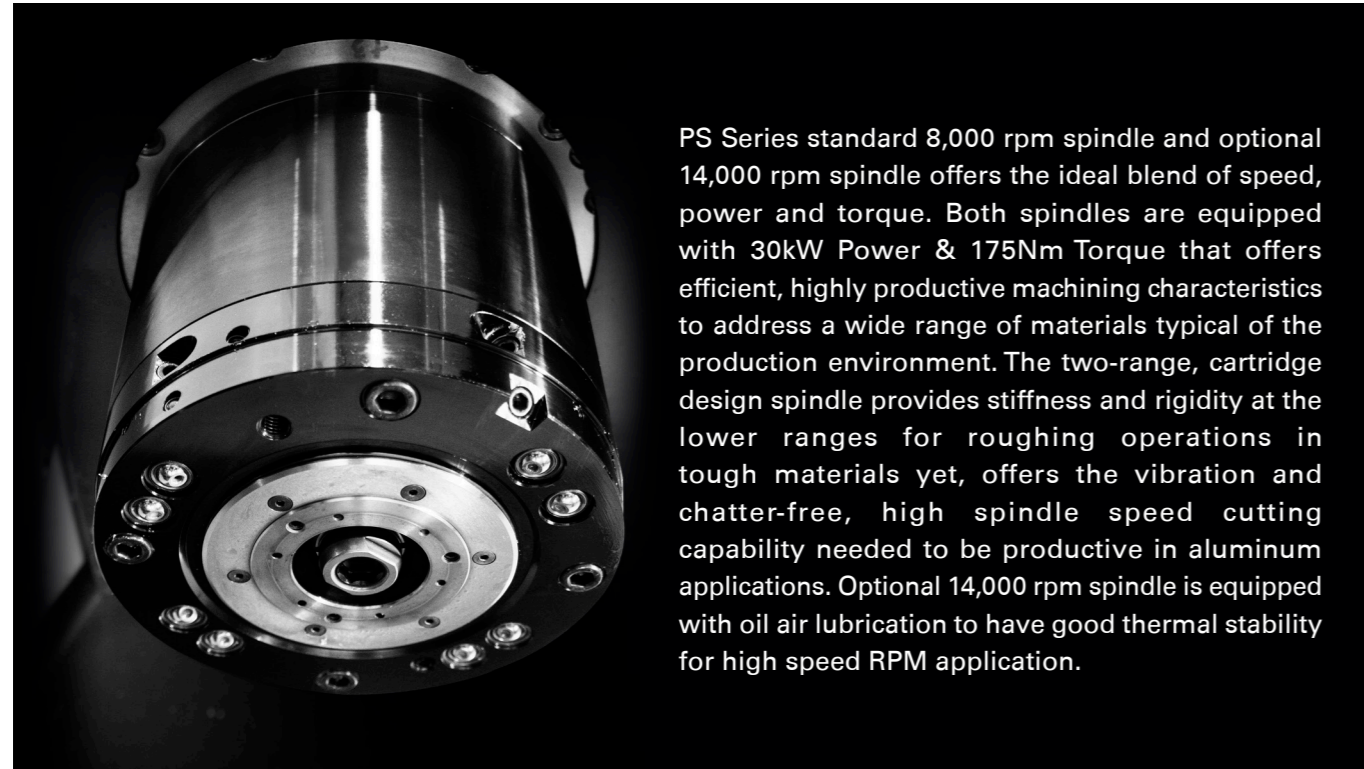 PS Series standard 8,000 rpm spindle and optional
14,000 rpm spindle offers the ideal blend of speed,
power and torque. Both spindles are equipped
with 30kW Power & 175Nm Torque that offers
efficient, highly productive machining characteristics
to address a wide range of materials typical of the
production environment. The two-range, cartridge
design spindle provides stiffness and rigidity at the
lower ranges for roughing operations in
tough materials yet, offers the vibration and
chatter-free, high spindle speed cutting
capability needed to be productive in aluminum
applications. Optional 14,000 rpm spindle is equipped
with oil air lubrication to have good thermal stability
for high speed RPM application.